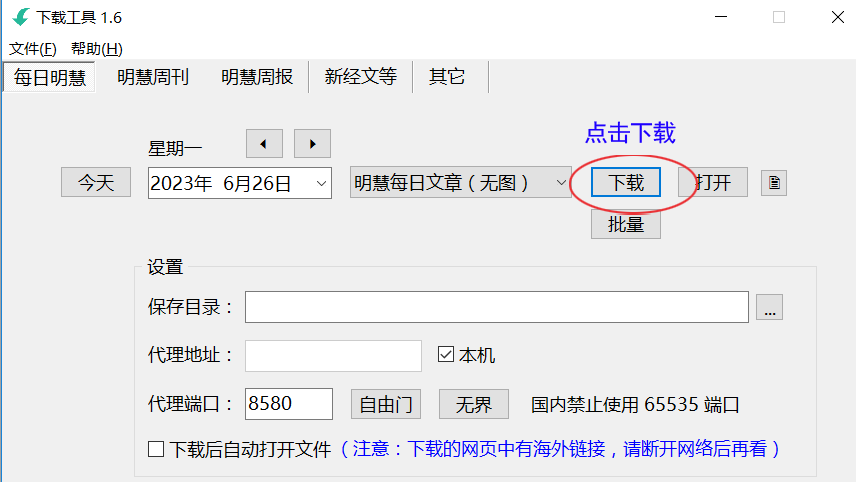 下载工具 1.6
文件(F) 帮助(H)
每日明慧 明慧周刊 明慧周报 新经文等 其它
点击下载
星期一
今天 2023年 6月26日 明慧每日文章（无图） 下载 打开
批量
设置
保存目录： ...
代理地址： 本机
代理端口： 8580 自由门 无界 国内禁止使用 65535 端口
下载后自动打开文件（注意：下载的网页中有海外链接，请断开网络后再看）